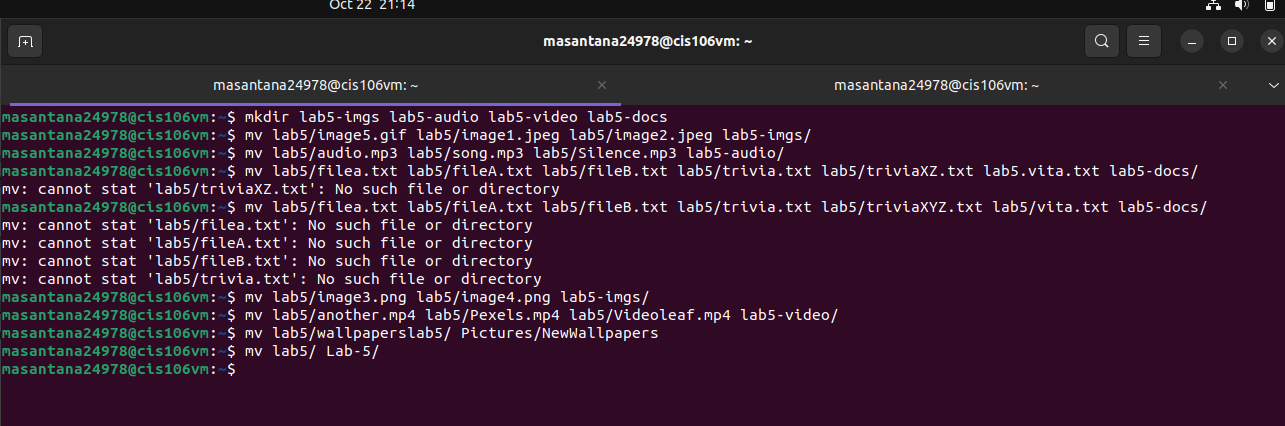 Oct 22 21:14
masantana24978@cis106vm: ~
masantana24978@cis106vm: ~
masantana24978@cis106vm: ~
masantana24978@cis106vm:~$ mkdir lab5-imgs lab5-audio lab5-video lab5-docs
masantana24978@cis106vm:~$ mv lab5/image5.gif lab5/image1.jpeg lab5/image2.jpeg lab5-imgs/
masantana24978@cis106vm:~$ mv lab5/audio.mp3 lab5/song.mp3 lab5/Silence.mp3 lab5-audio/
masantana24978@cis106vm:~$ mv lab5/filea.txt lab5/fileA.txt lab5/fileB.txt lab5/trivia.txt lab5/triviaXZ.txt lab5.vita.txt lab5-docs/
mv: cannot stat 'lab5/triviaXZ.txt': No such file or directory
masantana24978@cis106vm:~$ mv lab5/filea.txt lab5/fileA.txt lab5/fileB.txt lab5/trivia.txt lab5/triviaXYZ.txt lab5/vita.txt lab5-docs/
mv: cannot stat 'lab5/filea.txt': No such file or directory
mv: cannot stat 'lab5/fileA.txt': No such file or directory
mv: cannot stat 'lab5/fileB.txt': No such file or directory
mv: cannot stat 'lab5/trivia.txt': No such file or directory
masantana24978@cis106vm:~$ mv lab5/image3.png lab5/image4.png lab5-imgs/
masantana24978@cis106vm:~$ mv lab5/another.mp4 lab5/Pexels.mp4 lab5/Videoleaf.mp4 lab5-video/
masantana24978@cis106vm:~$ mv lab5/wallpaperslab5/ Pictures/NewWallpapers
masantana24978@cis106vm:~$ mv lab5/ Lab-5/
masantana24978@cis106vm:~$